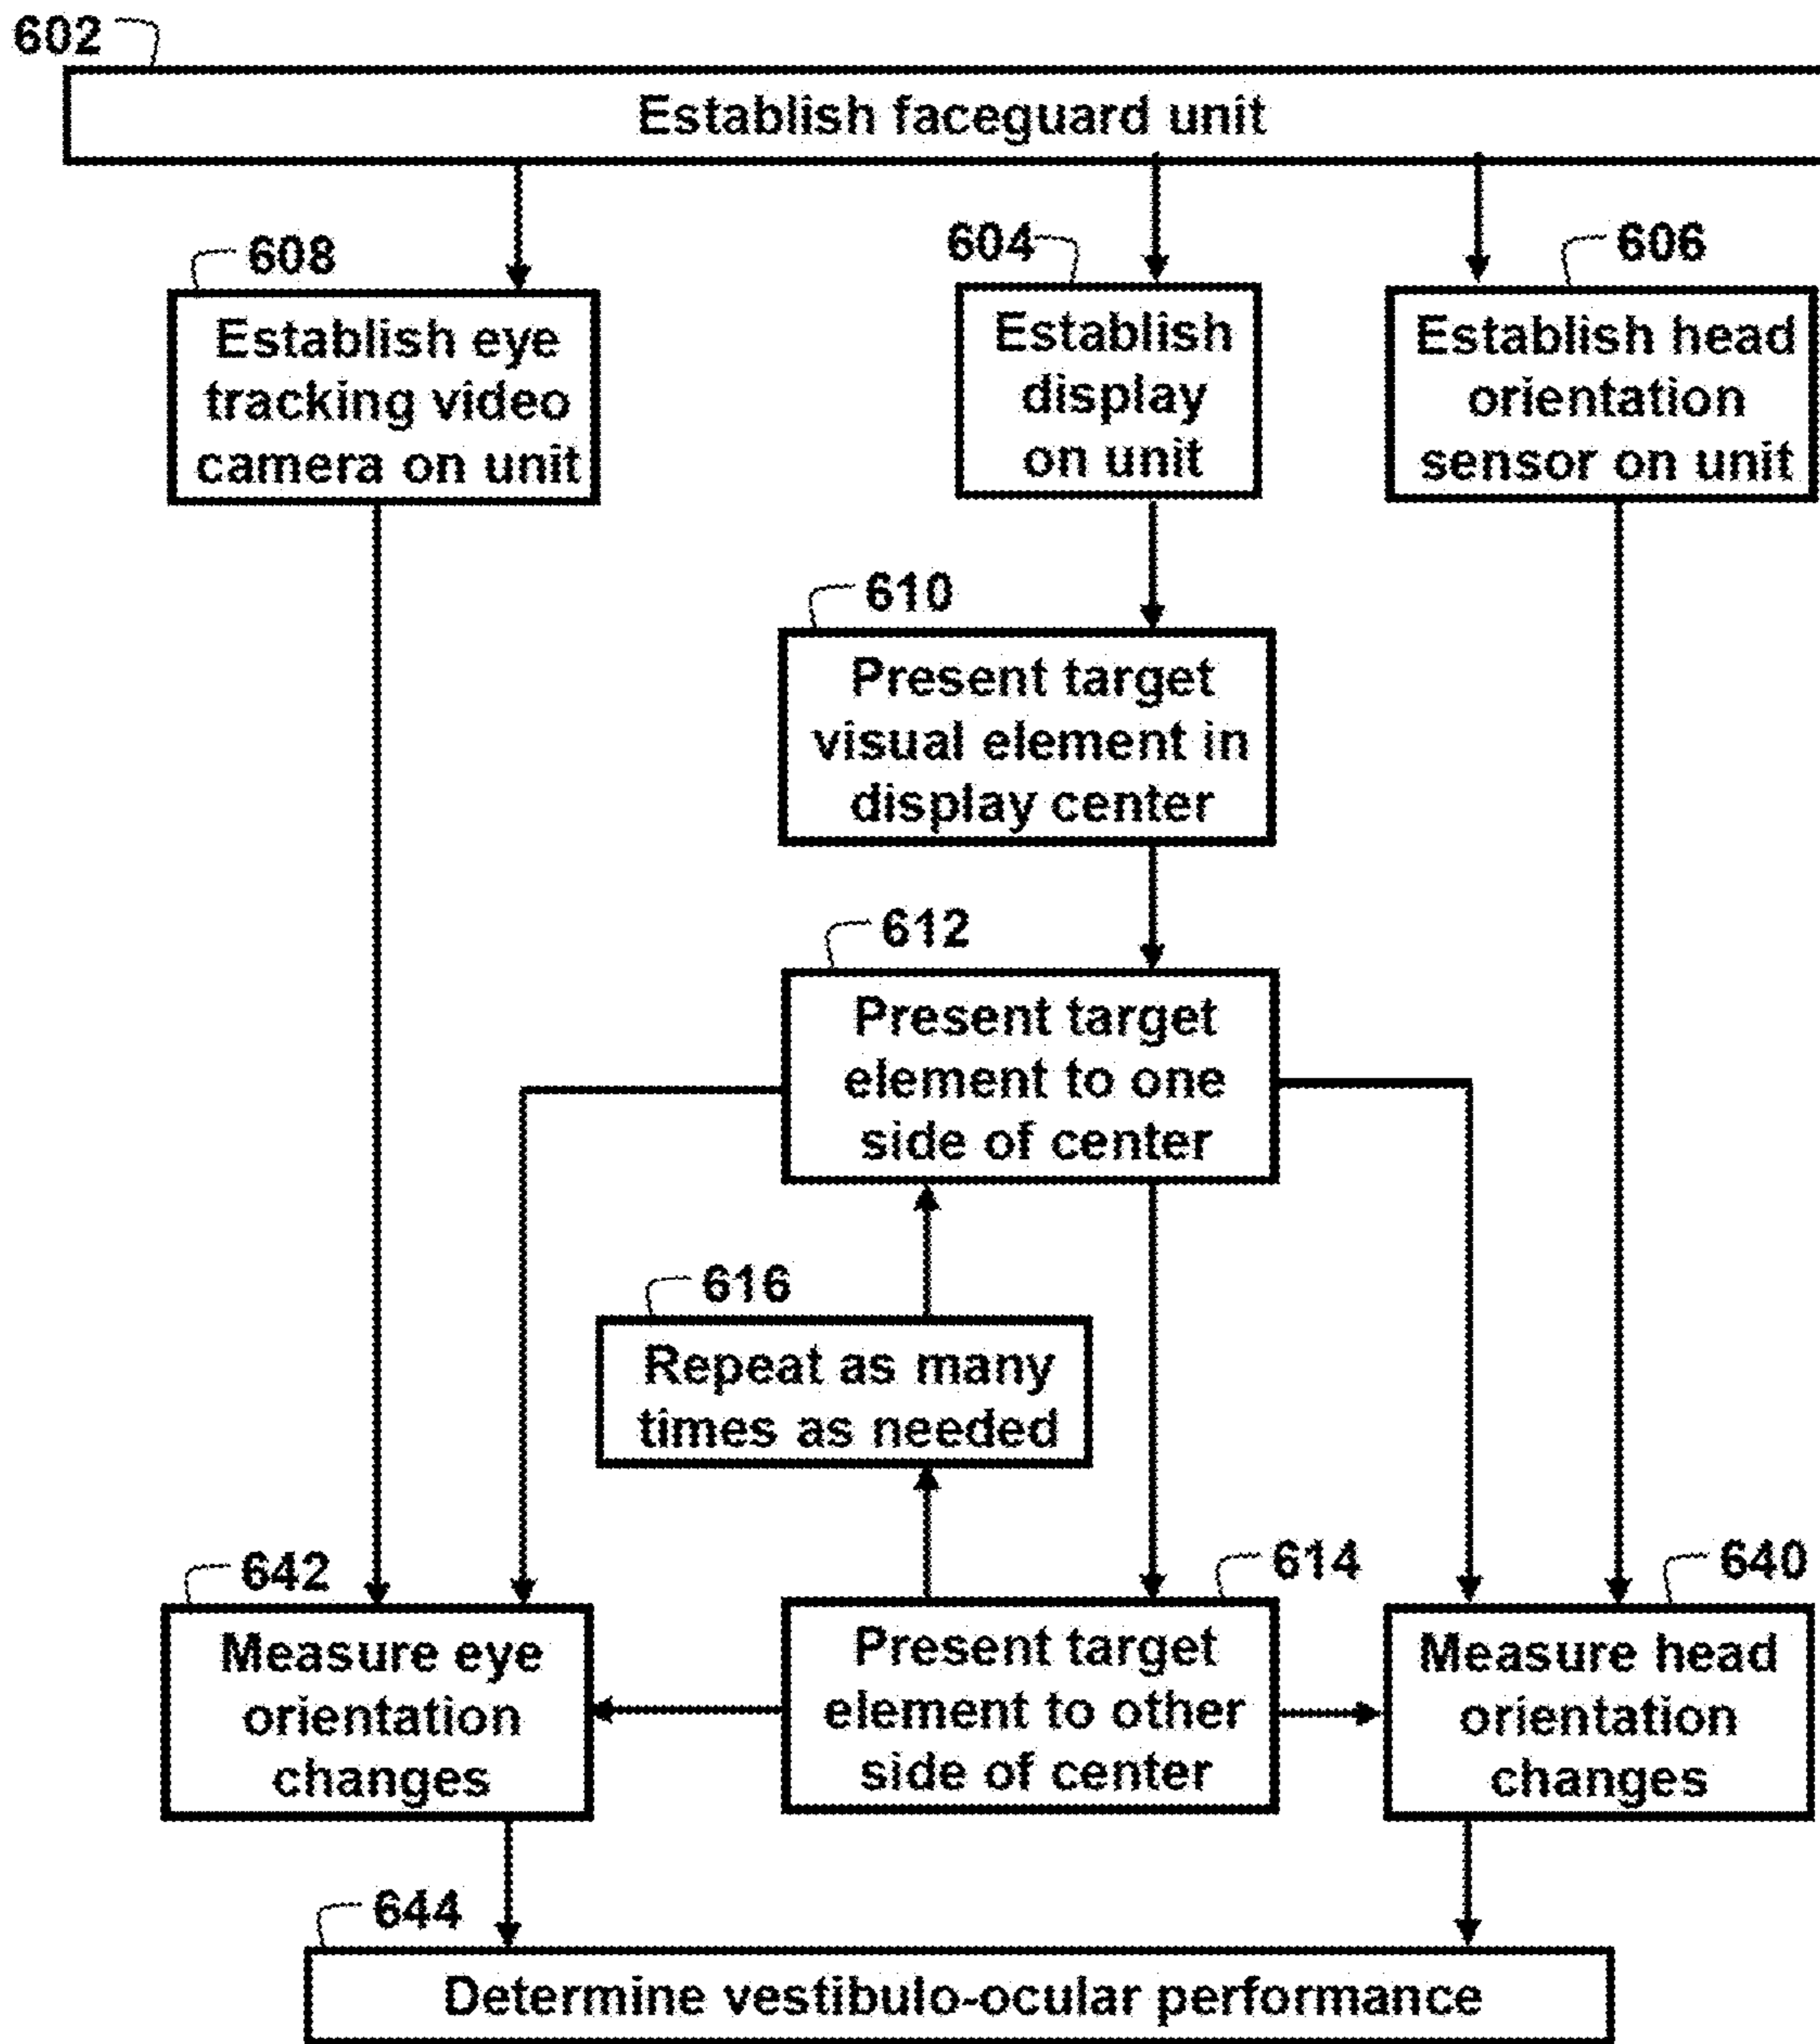 602
Establish faceguard unit
608
Establish eye
tracking video
camera on unit
604
Establish
display
on unit
606
Establish head
orientation
sensor on unit
610
Present target
visual element in
display center
612
Present target
element to one
side of center
616
Repeat as many
times as needed
642
Measure eye
orientation
changes
614
Present target
element to other
side of center
640
Measure head
orientation
changes
644
Determine vestibulo-ocular performance